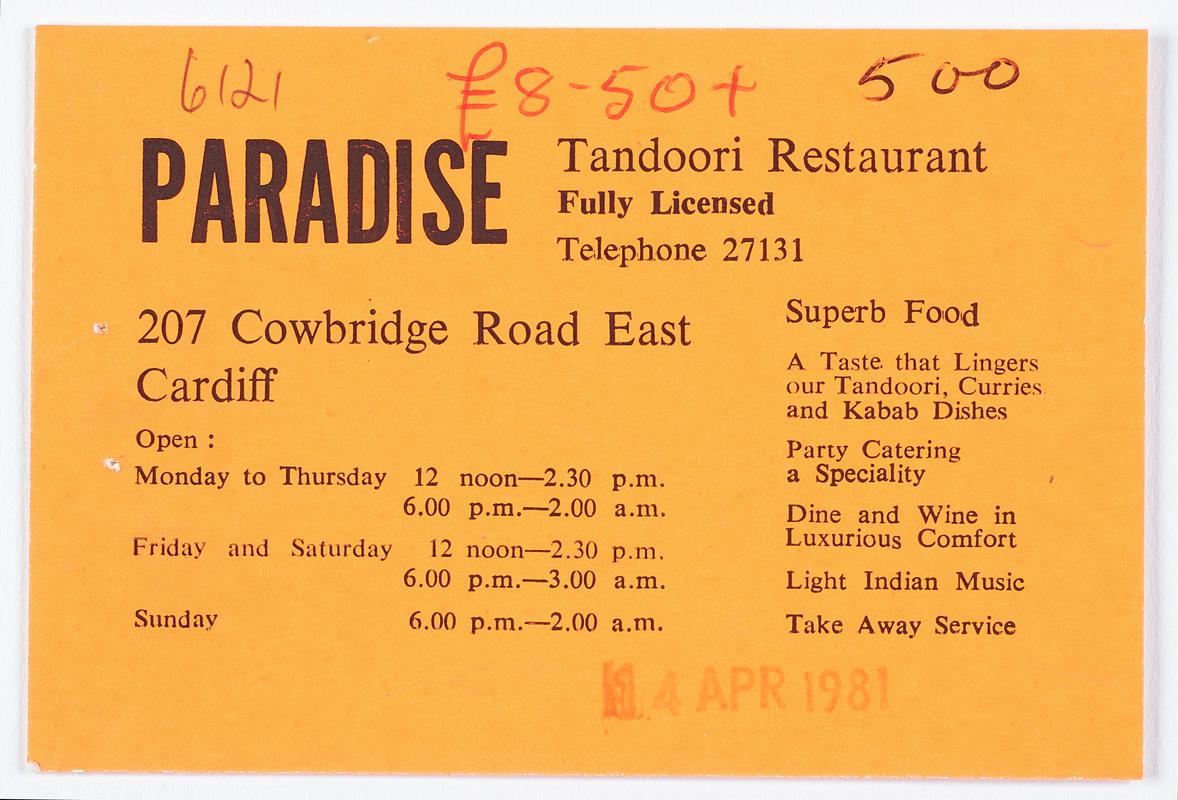 6121 £8-50+ 500
PARADISE
Tandoori Restaurant
Fully Licensed
Telephone 27131
207 Cowbridge Road East
Cardiff
Open :
Monday to Thursday 12 noon—2.30 p.m.
6.00 p.m.—2.00 a.m.
Friday and Saturday 12 noon—2.30 p.m.
6.00 p.m.—3.00 a.m.
Sunday 6.00 p.m.—2.00 a.m.
Superb Food
A Taste that Lingers
our Tandoori, Curries
and Kabab Dishes
Party Catering
a Speciality
Dine and Wine in
Luxurious Comfort
Light Indian Music
Take Away Service
4 APR 1981